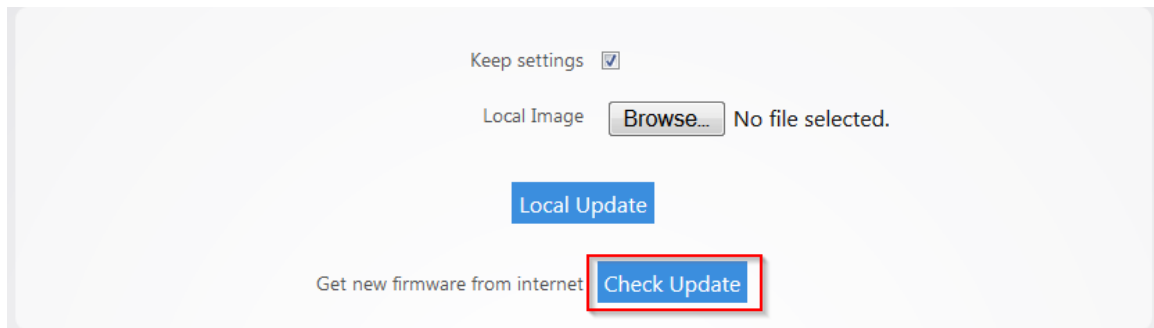 Keep settings
Local Image Browse... No file selected.
Local Update
Get new firmware from internet Check Update